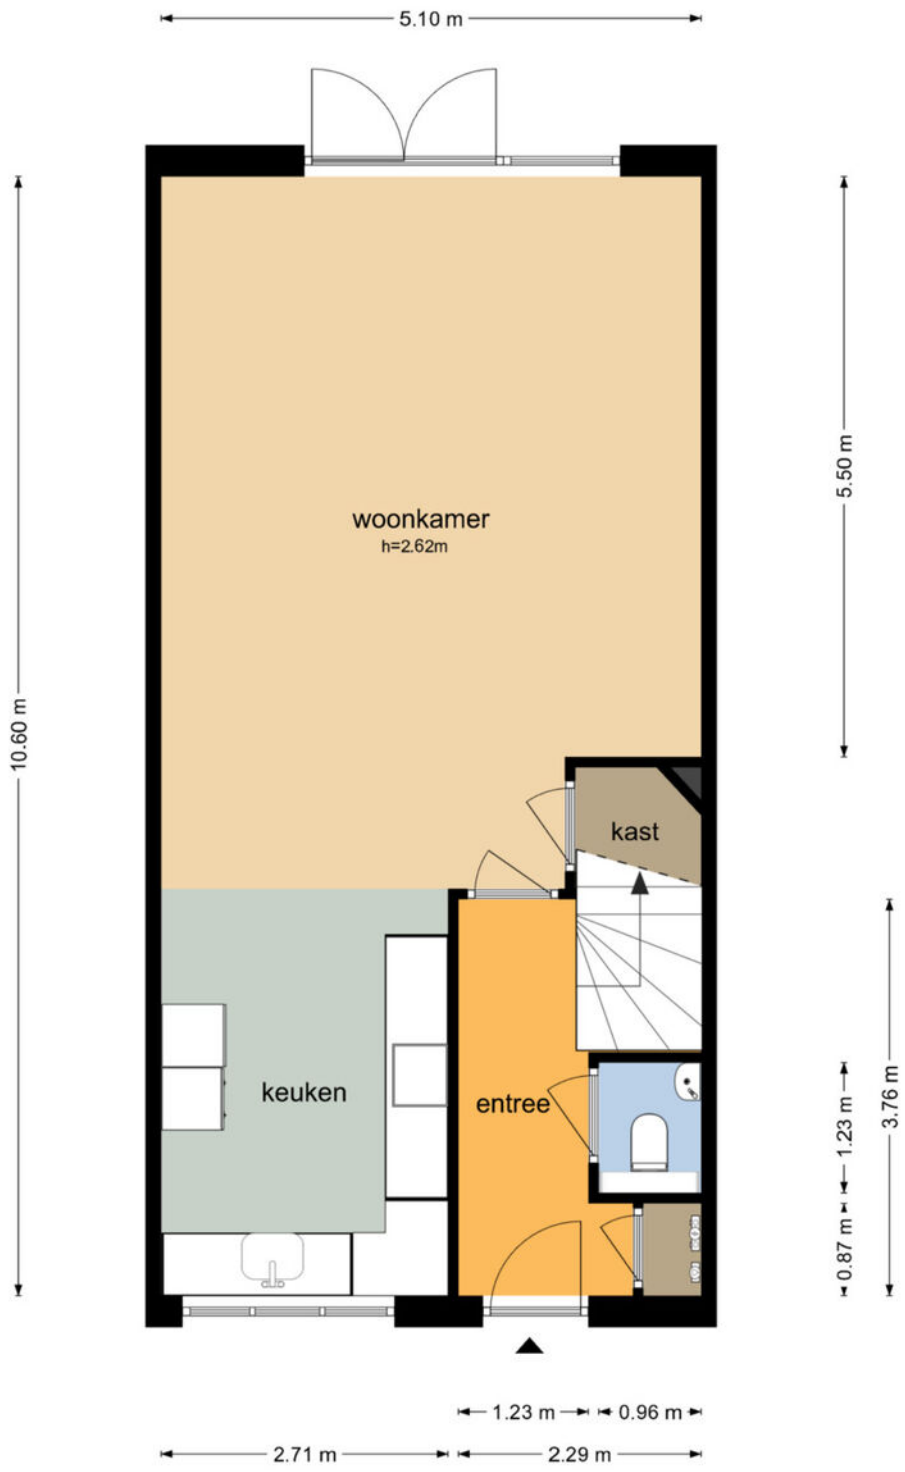 5.10 m
woonkamer
h=2.62m
5.50 m
10.60 m
kast
keuken
entree
1.23 m
3.76 m
0.87 m
1.23 m
0.96 m
2.71 m
2.29 m